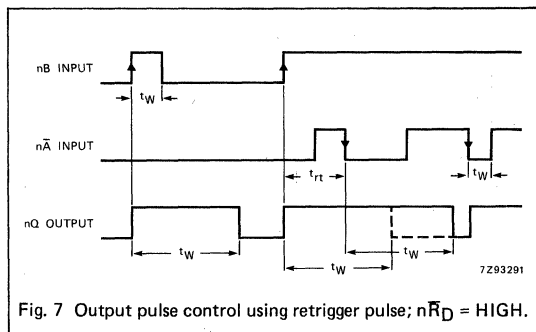 nB INPUT
tW
nA̅ INPUT
trt
tW
nQ OUTPUT
tW
tW
tW
7Z93291
Fig. 7 Output pulse control using retrigger pulse; nR̅D = HIGH.